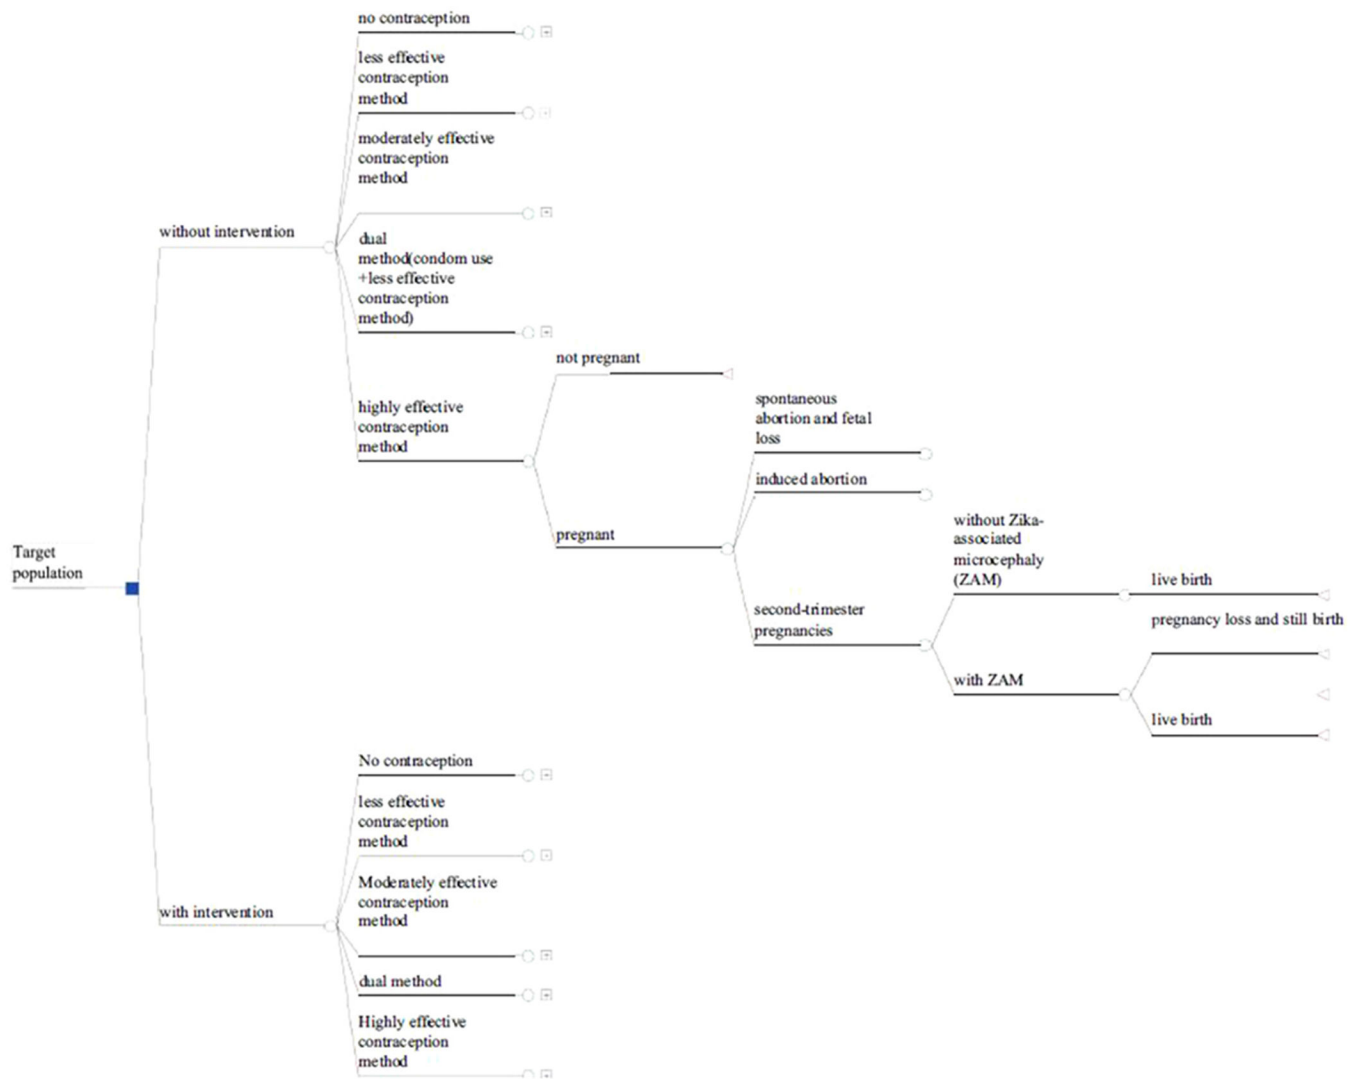 no contraception
less effective
contraception
method
moderately effective
contraception
method
without intervention
dual
method(condom use
+less effective
contraception
method)
not pregnant
highly effective
contraception
method
spontaneous
abortion and fetal
loss
induced abortion
pregnant
without Zika-
associated
microcephaly
(ZAM)
Target
population
live birth
second-trimester
pregnancies
pregnancy loss and still birth
with ZAM
live birth
No contraception
less effective
contraception
method
Moderately effective
contraception
method
with intervention
dual method
Highly effective
contraception
method